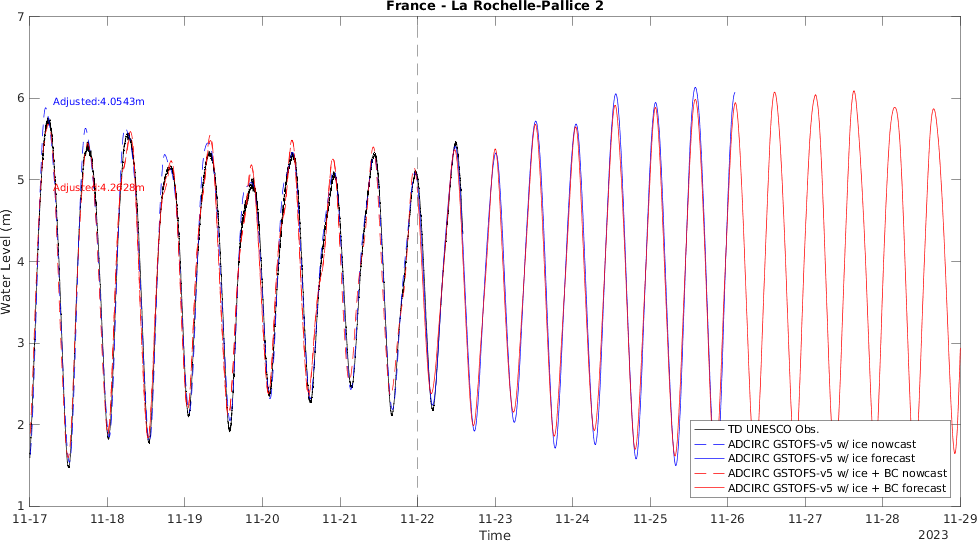 France - La Rochelle-Pallice 2
7
6
5
4
3
2
1
Water Level (m)
Adjusted:4.0543m
Adjusted:4.2628m
TD UNESCO Obs.
ADCIRC GSTOFS-v5 w/ ice nowcast
ADCIRC GSTOFS-v5 w/ ice forecast
ADCIRC GSTOFS-v5 w/ ice + BC nowcast
ADCIRC GSTOFS-v5 w/ ice + BC forecast
11-17 11-18 11-19 11-20 11-21 11-22 11-23 11-24 11-25 11-26 11-27 11-28 11-29
Time
2023